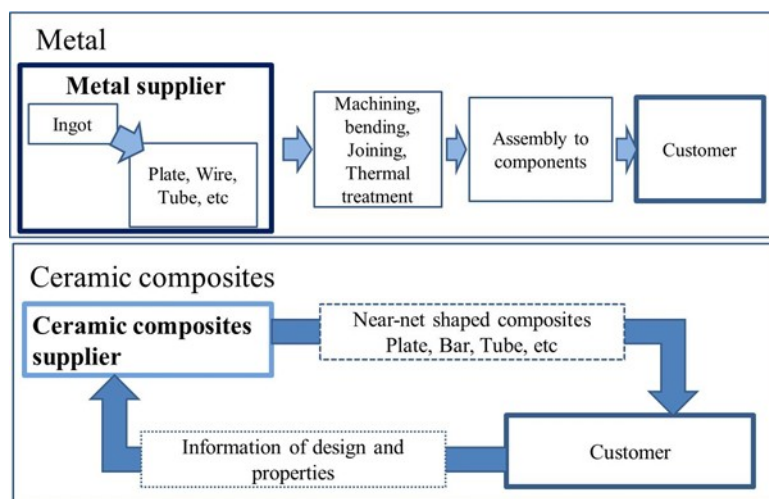 Metal
Metal supplier
Ingot
Plate, Wire,
Tube, etc
Machining,
bending,
Joining,
Thermal
treatment
Assembly to
components
Customer
Ceramic composites
Ceramic composites
supplier
Near-net shaped composites
Plate, Bar, Tube, etc
Information of design and
properties
Customer